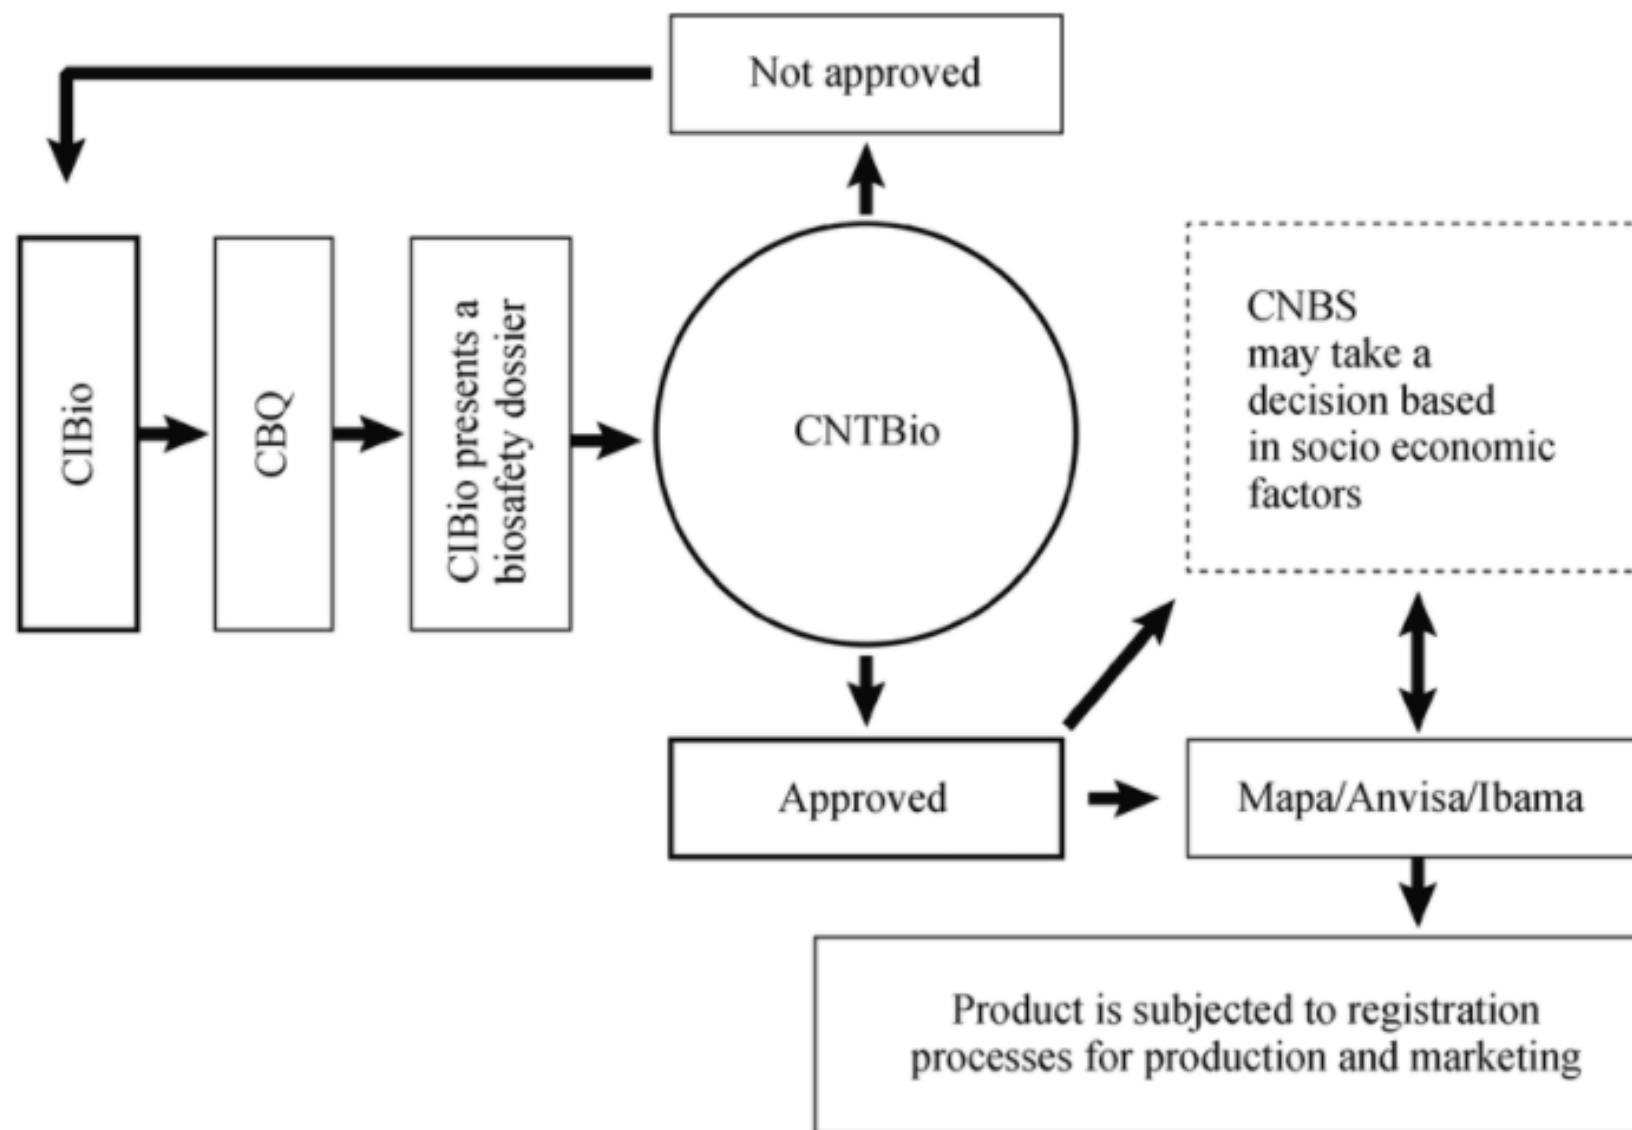 Not approved
CIBio
CBQ
CIBio presents a
biosafety dossier
CNTBio
CNBS
may take a
decision based
in socio economic
factors
Approved
Mapa/Anvisa/Ibama
Product is subjected to registration
processes for production and marketing